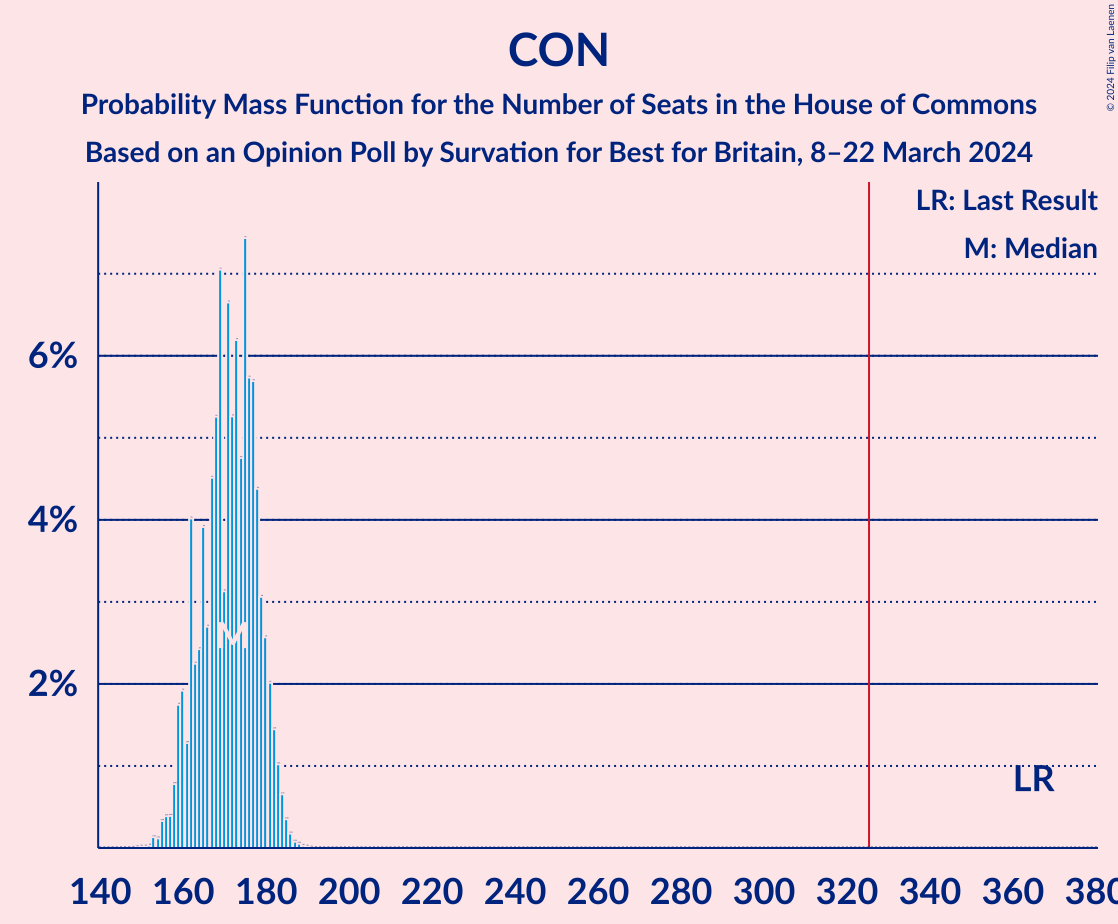 CON
Probability Mass Function for the Number of Seats in the House of Commons
Based on an Opinion Poll by Survation for Best for Britain, 8–22 March 2024
© 2024 Filip van Laenen
LR: Last Result
M: Median
6%
4%
2%
M
LR
140 160 180 200 220 240 260 280 300 320 340 360 380